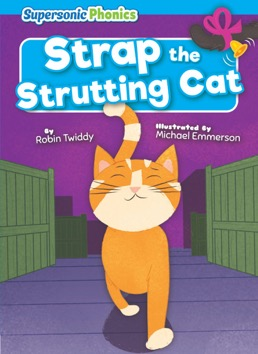 Supersonic Phonics
Strap the
Strutting Cat
By
Robin Twiddy
Illustrated By
Michael Emmerson